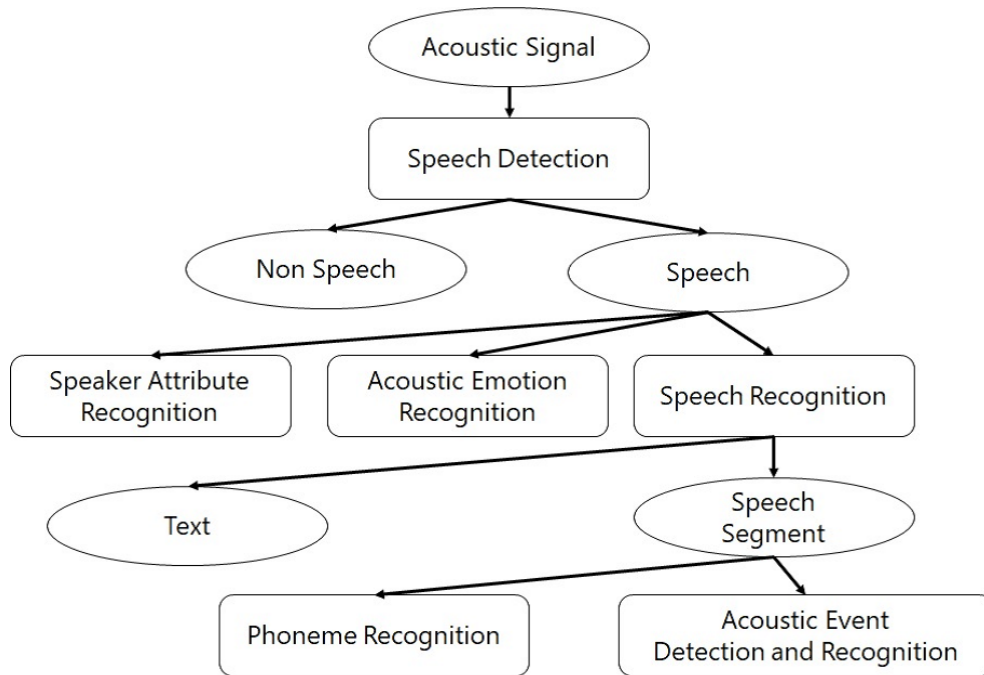 Acoustic Signal
Speech Detection
Non Speech
Speech
Speaker Attribute
Recognition
Acoustic Emotion
Recognition
Speech Recognition
Text
Speech
Segment
Phoneme Recognition
Acoustic Event
Detection and Recognition